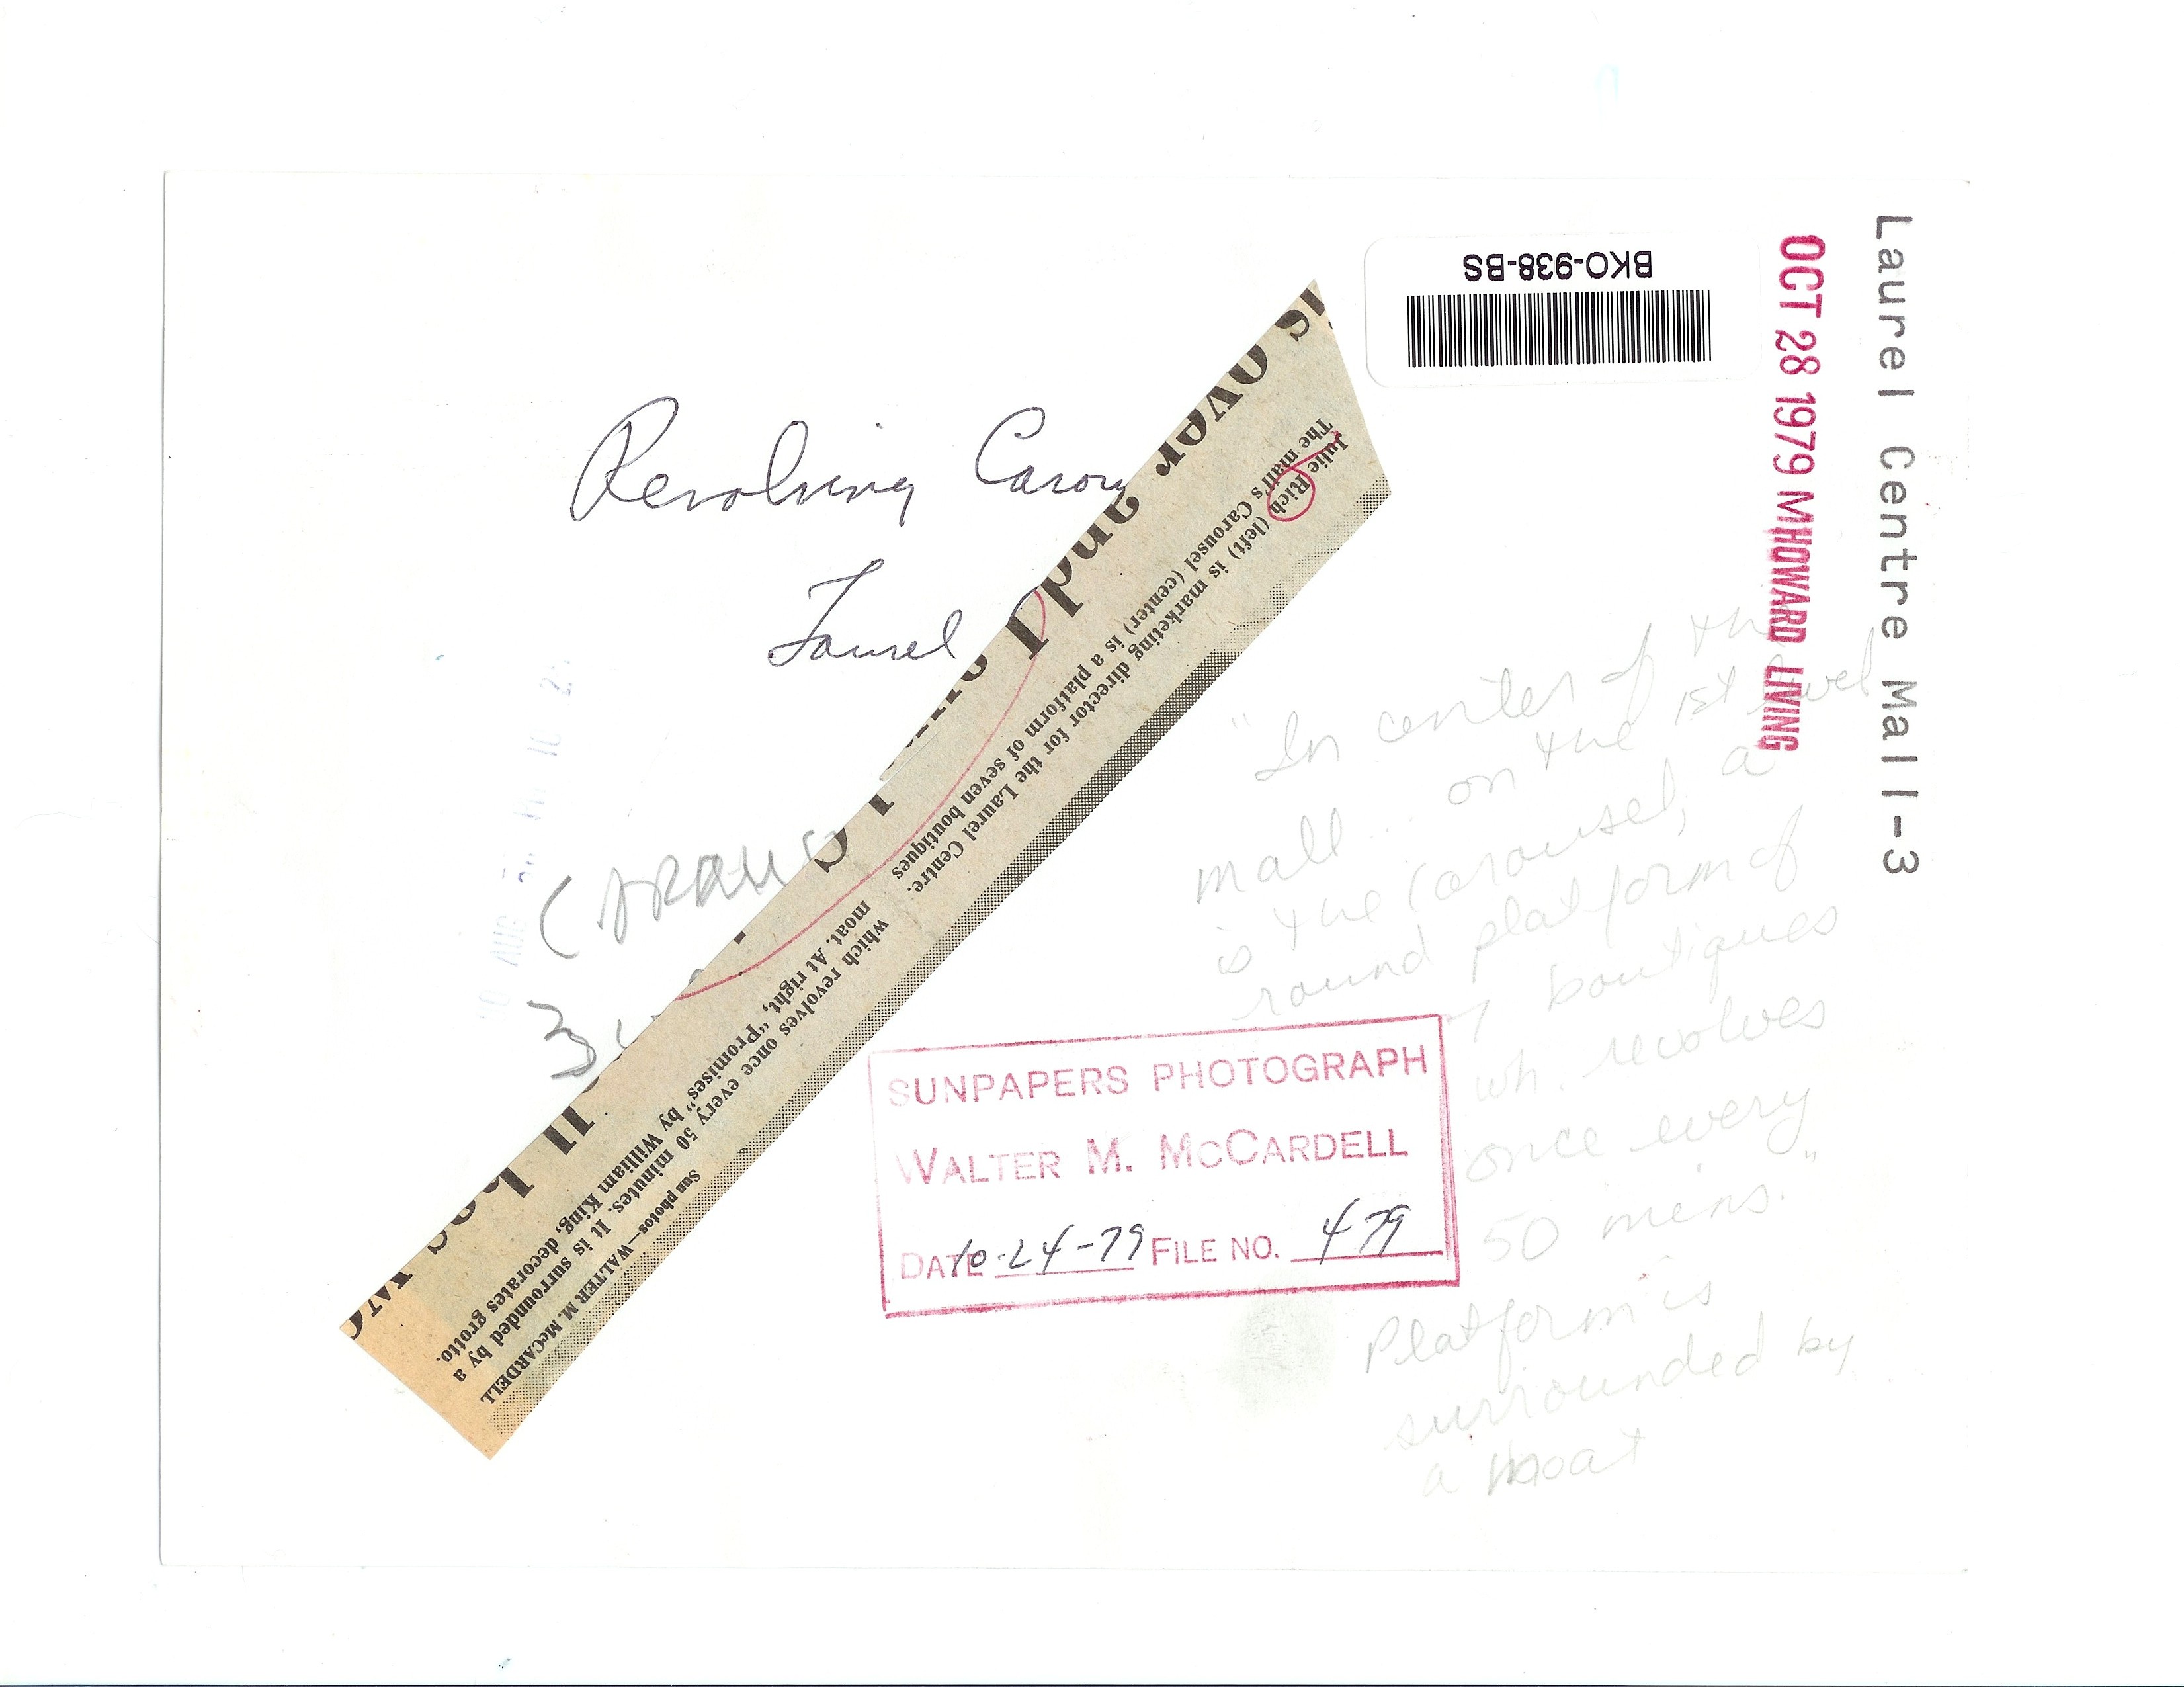 Laurel Centre Mall-3
OCT 28 1979 M HOWARD LIVING
BKO-938-BS
Revolving Carou
Laurel
over
and
Julie Rich (left) is marketing director for the Laurel Centre.
The mall's Carousel (center) is a platform of seven boutiques
which revolves once every 50 minutes. It is surrounded by a
moat. At right, "Promises" by William King, decorates grotto.
Sun photos—WALTER M. McCARDELL
CAROUS
"In center of the
mall... on the 1st level
is the Carousel, a
round platform of
7 boutiques
wh. revolves
once every
50 mins."
Platform is
surrounded by
a moat
SUNPAPERS PHOTOGRAPH
WALTER M. MCCARDELL
DATE 10-24-79 FILE NO. 479